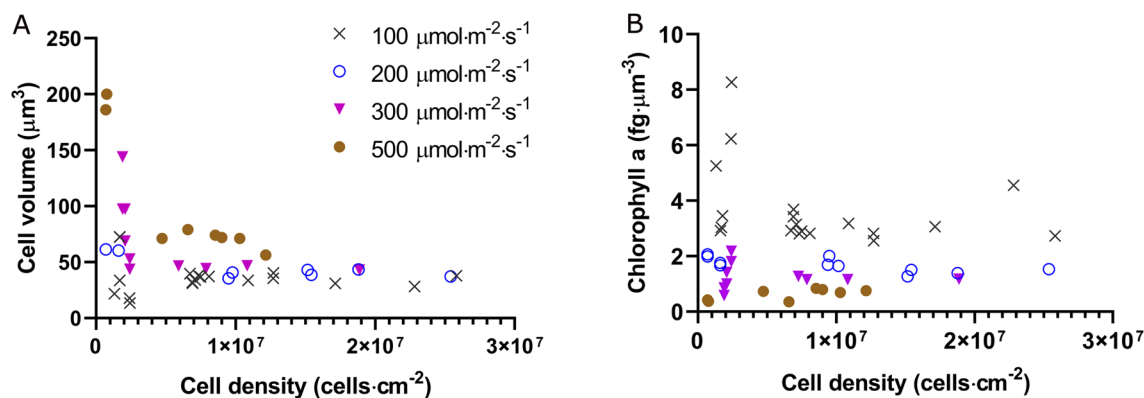 A
Cell volume (μm³)
250
200
150
100
50
0
0
1×10⁷
2×10⁷
3×10⁷
Cell density (cells·cm⁻²)
100 μmol·m⁻²·s⁻¹
200 μmol·m⁻²·s⁻¹
300 μmol·m⁻²·s⁻¹
500 μmol·m⁻²·s⁻¹
B
Chlorophyll a (fg·μm⁻³)
10
8
6
4
2
0
0
1×10⁷
2×10⁷
3×10⁷
Cell density (cells·cm⁻²)